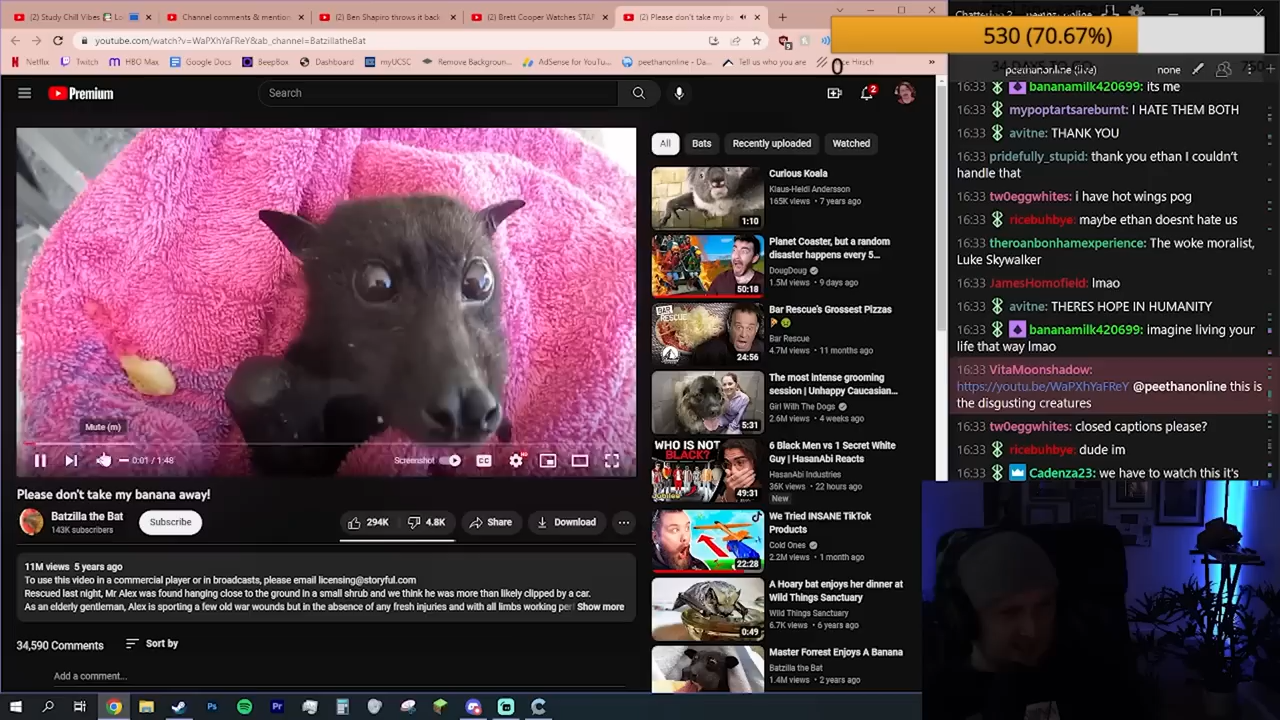 (2) Study Chill Vibes
Channel comments & mention
(2) Ben Shapiro throws it back
(2) Brett Cooper Watches STA
(2) Please don't take my b
youtube.com/watch?v=WaPXhYaFReY&ab_channel=BatzillatheBat
Netflix
Twitch
HBO Max
Google Docs
BeepBox
Dashboard
myUCSC
Remove Background...
AdSense for YouTu...
peethanonline - Da...
Tell us who you are
Hirsch
530 (70.67%)
0
Premium
Search
2
Mute (m)
0:01 / 1:48
Screenshot
Please don't take my banana away!
Batzilla the Bat
143K subscribers
Subscribe
294K
4.8K
Share
Download
11M views 5 years ago
To use this video in a commercial player or in broadcasts, please email licensing@storyful.com
Rescued last night, Mr Alex was found hanging close to the ground in a small shrub and we think he was more than likely clipped by a car.
As an elderly gentleman, Alex is sporting a few old war wounds but in the absence of any fresh injuries and with all limbs working per Show more
34,590 Comments
Sort by
Add a comment...
All
Bats
Recently uploaded
Watched
Curious Koala
Klaus-Heidi Andersson
165K views • 7 years ago
1:10
Planet Coaster, but a random
disaster happens every 5...
DougDoug
1.5M views • 9 days ago
50:18
Bar Rescue's Grossest Pizzas
Bar Rescue
4.7M views • 11 months ago
BAR
RESCUE
24:56
The most intense grooming
session | Unhappy Caucasian...
Girl With The Dogs
2.6M views • 4 weeks ago
5:31
6 Black Men vs 1 Secret White
Guy | HasanAbi Reacts
HasanAbi Industries
36K views • 22 hours ago
New
WHO IS NOT
BLACK?
49:31
We Tried INSANE TikTok
Products
Cold Ones
2.2M views • 1 month ago
22:28
A Hoary bat enjoys her dinner at
Wild Things Sanctuary
Wild Things Sanctuary
6.7K views • 6 years ago
0:49
Master Forrest Enjoys A Banana
Batzilla the Bat
1.4M views • 2 years ago
peethanonline (live)
none
16:33 bananamilk420699: its me
16:33 mypoptartsareburnt: I HATE THEM BOTH
16:33 avitne: THANK YOU
16:33 pridefully_stupid: thank you ethan I couldn't
handle that
16:33 tw0eggwhites: i have hot wings pog
16:33 ricebuhbye: maybe ethan doesnt hate us
16:33 theroanbonhamexperience: The woke moralist,
Luke Skywalker
16:33 JamesHomofield: lmao
16:33 avitne: THERES HOPE IN HUMANITY
16:33 bananamilk420699: imagine living your
life that way lmao
16:33 VitaMoonshadow:
https://youtu.be/WaPXhYaFReY @peethanonline this is
the disgusting creatures
16:33 tw0eggwhites: closed captions please?
16:33 ricebuhbye: dude im
16:33 Cadenza23: we have to watch this it's